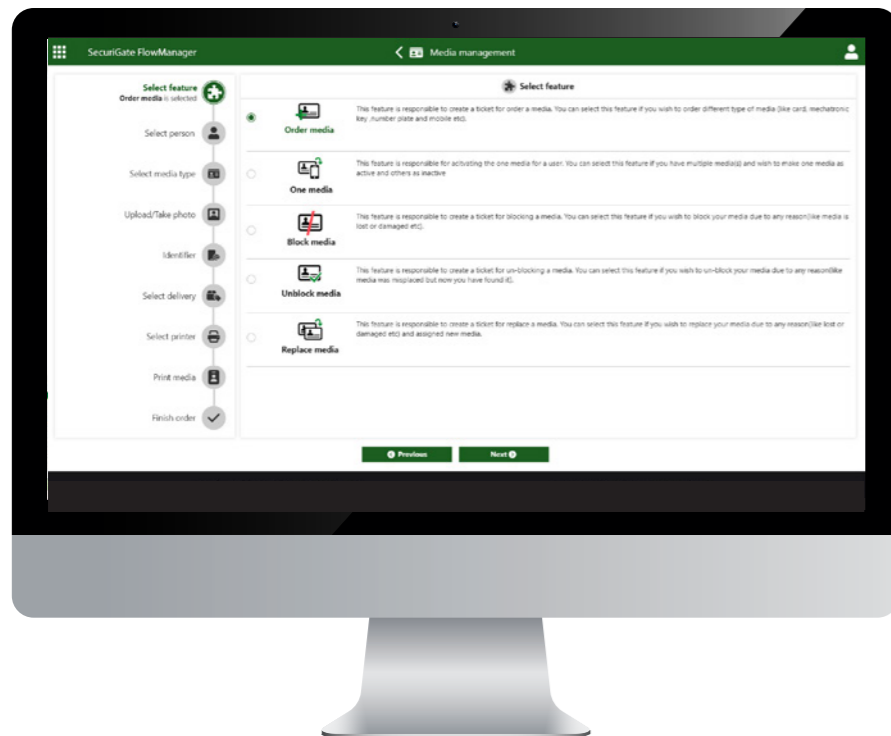 SecuriGate FlowManager
Media management
Select feature
Order media is selected
Select person
Select media type
Upload/Take photo
Identifier
Select delivery
Select printer
Print media
Finish order
Select feature
Order media
This feature is responsible to create a ticket for order a media. You can select this feature if you wish to order different type of media (like card, mechatronic
key ,number plate and mobile etc).
One media
This feature is responsible for acitivating the one media for a user. You can select this feature if you have multiple media(s) and wish to make one media as
active and others as inactive
Block media
This feature is responsible to create a ticket for blocking a media. You can select this feature if you wish to block your media due to any reason(like media is
lost or damaged etc).
Unblock media
This feature is responsible to create a ticket for un-blocking a media. You can select this feature if you wish to un-block your media due to any reason(like
media was misplaced but now you have found it).
Replace media
This feature is responsible to create a ticket for replace a media. You can select this feature if you wish to replace your media due to any reason(like lost or
damaged etc) and assigned new media.
Previous
Next